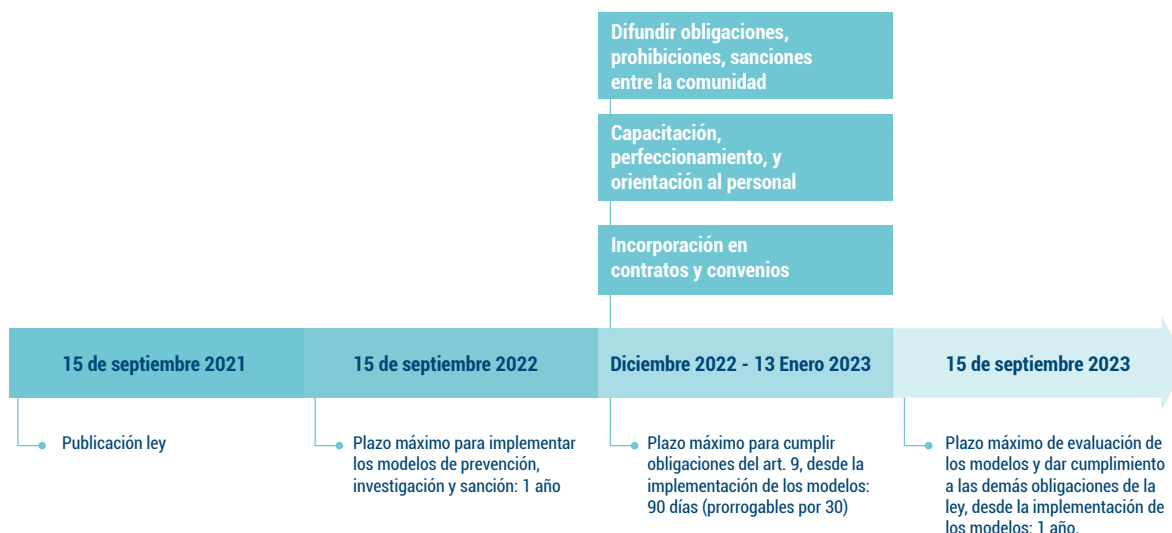 Difundir obligaciones,
prohibiciones, sanciones
entre la comunidad
Capacitación,
perfeccionamiento, y
orientación al personal
Incorporación en
contratos y convenios
15 de septiembre 2021
15 de septiembre 2022
Diciembre 2022 - 13 Enero 2023
15 de septiembre 2023
Publicación ley
Plazo máximo para implementar
los modelos de prevención,
investigación y sanción: 1 año
Plazo máximo para cumplir
obligaciones del art. 9, desde la
implementación de los modelos:
90 días (prorrogables por 30)
Plazo máximo de evaluación de
los modelos y dar cumplimiento
a las demás obligaciones de la
ley, desde la implementación de
los modelos: 1 año.